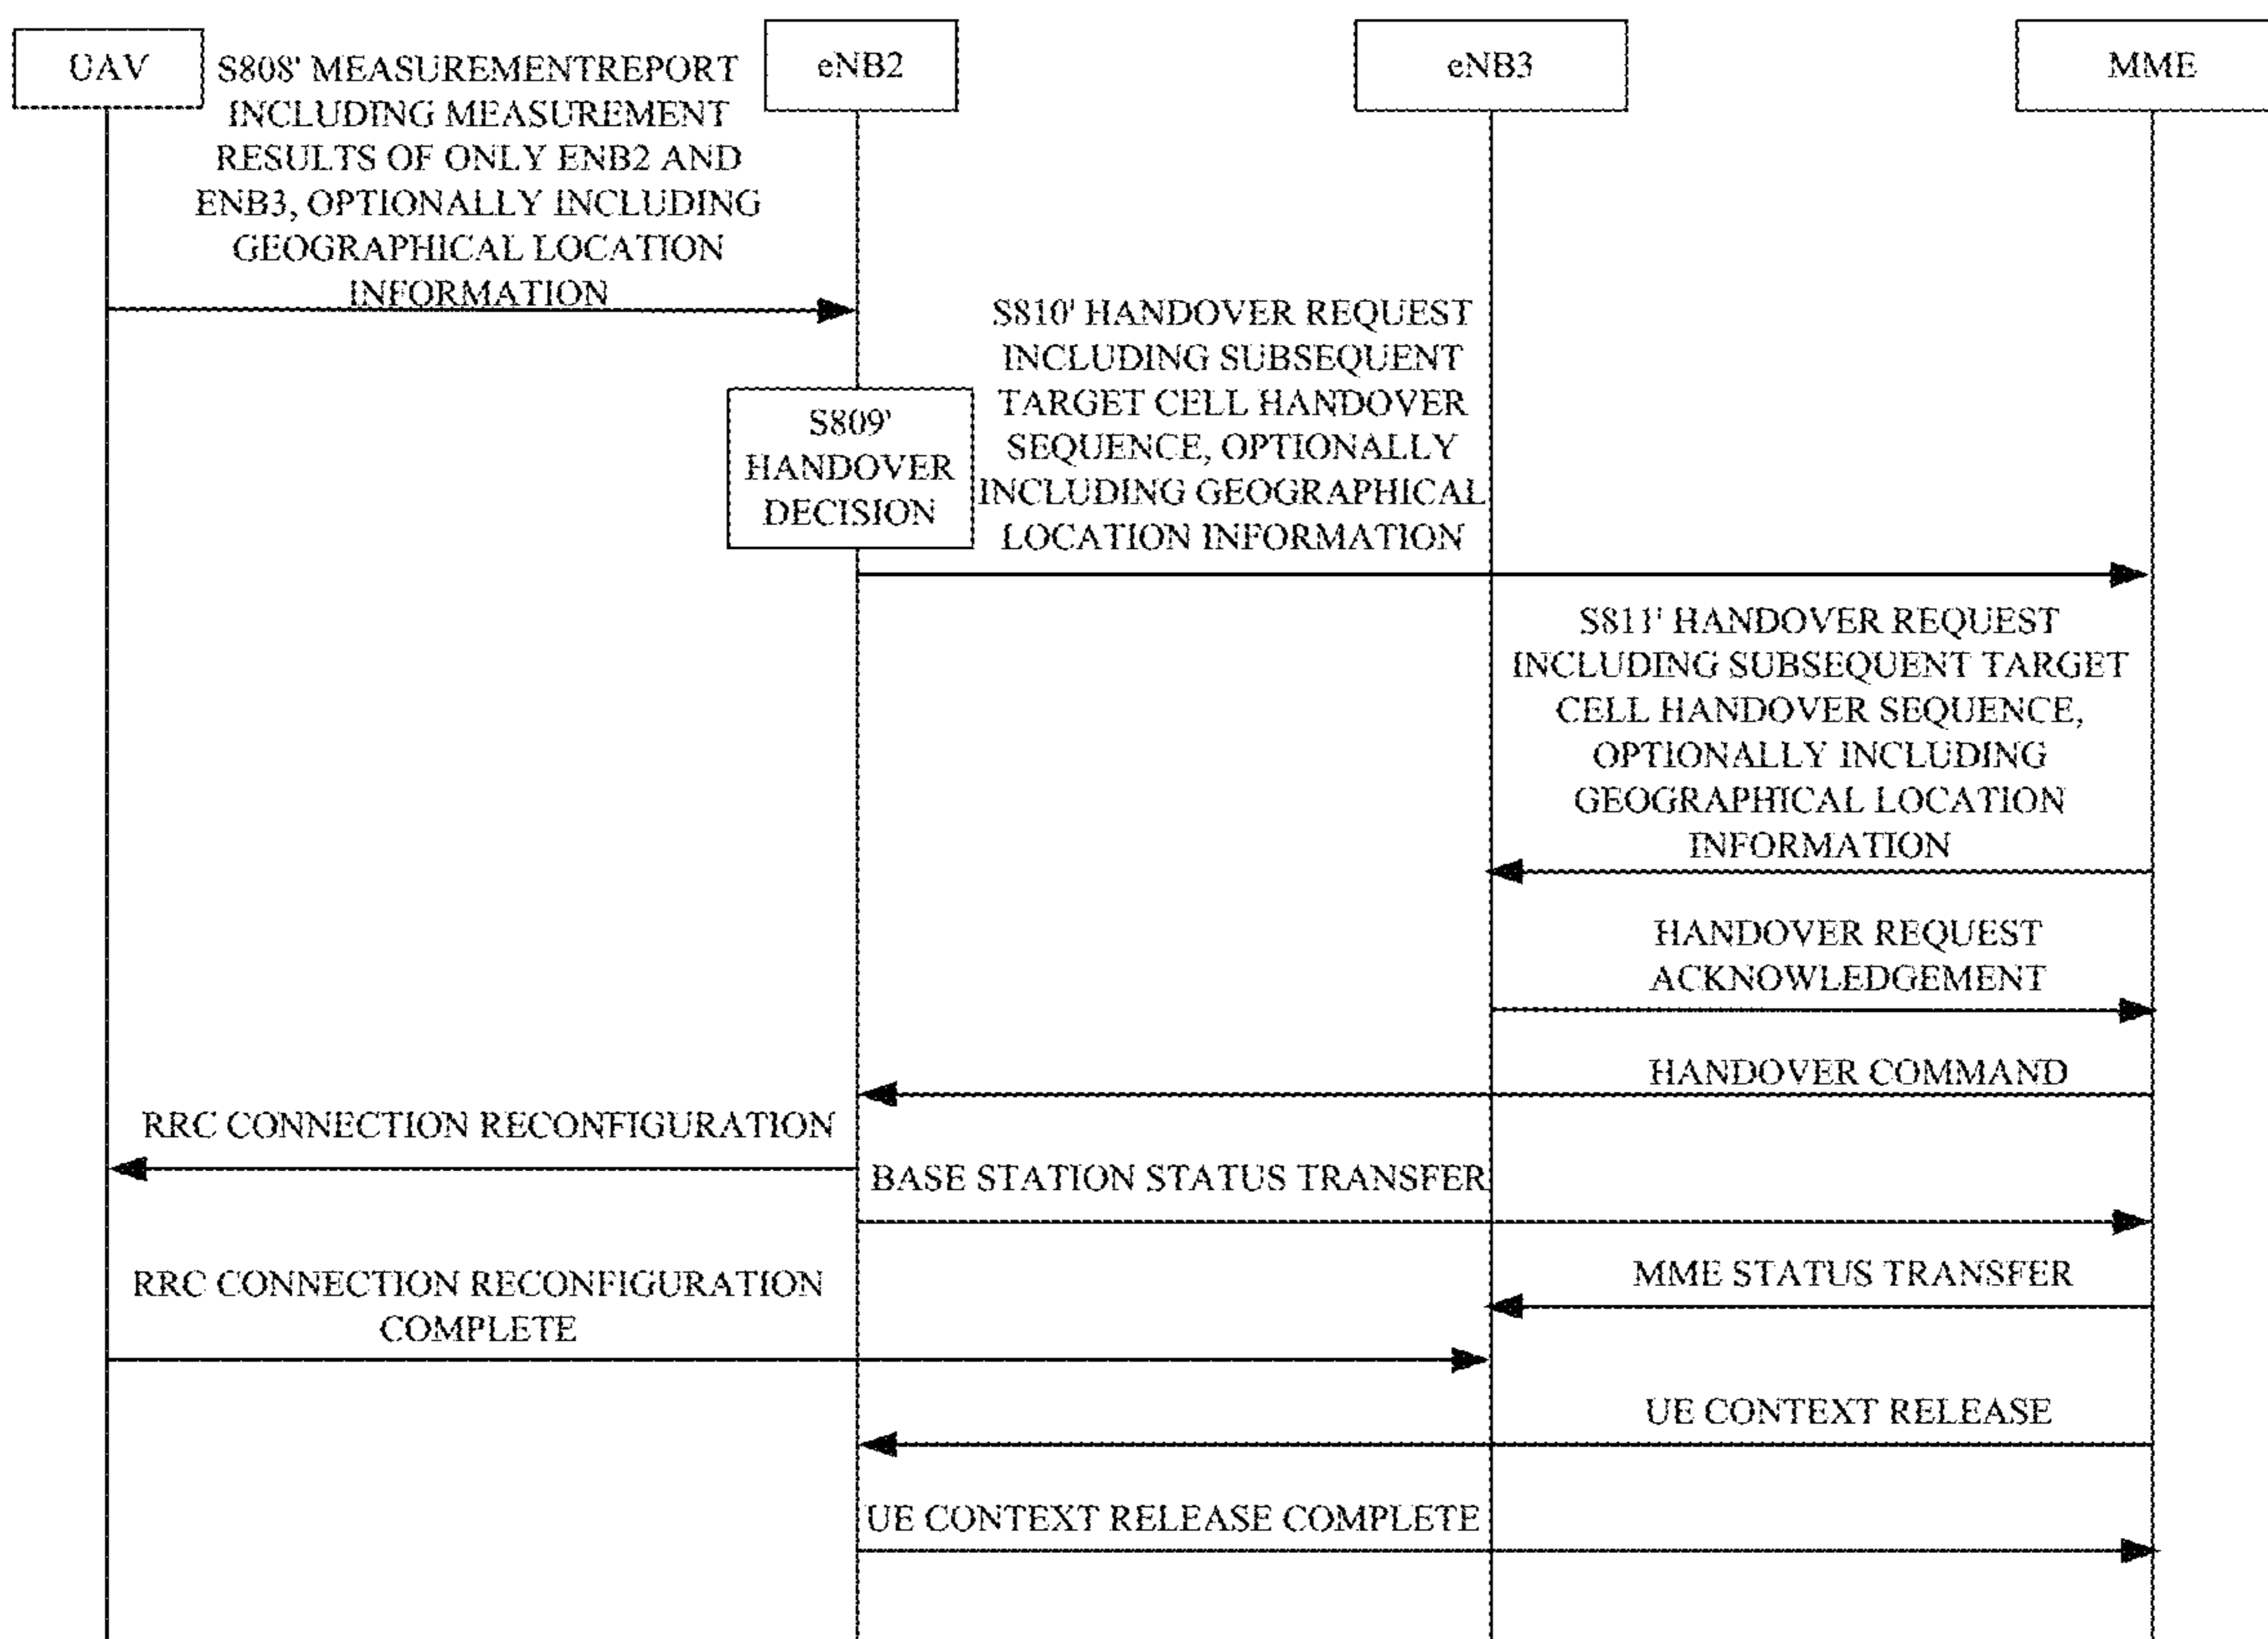 UAV
eNB2
eNB3
MME
S808' MEASUREMENTREPORT
INCLUDING MEASUREMENT
RESULTS OF ONLY ENB2 AND
ENB3, OPTIONALLY INCLUDING
GEOGRAPHICAL LOCATION
INFORMATION
S809'
HANDOVER
DECISION
S810' HANDOVER REQUEST
INCLUDING SUBSEQUENT
TARGET CELL HANDOVER
SEQUENCE, OPTIONALLY
INCLUDING GEOGRAPHICAL
LOCATION INFORMATION
S811' HANDOVER REQUEST
INCLUDING SUBSEQUENT TARGET
CELL HANDOVER SEQUENCE,
OPTIONALLY INCLUDING
GEOGRAPHICAL LOCATION
INFORMATION
HANDOVER REQUEST
ACKNOWLEDGEMENT
HANDOVER COMMAND
RRC CONNECTION RECONFIGURATION
BASE STATION STATUS TRANSFER
MME STATUS TRANSFER
RRC CONNECTION RECONFIGURATION
COMPLETE
UE CONTEXT RELEASE
UE CONTEXT RELEASE COMPLETE